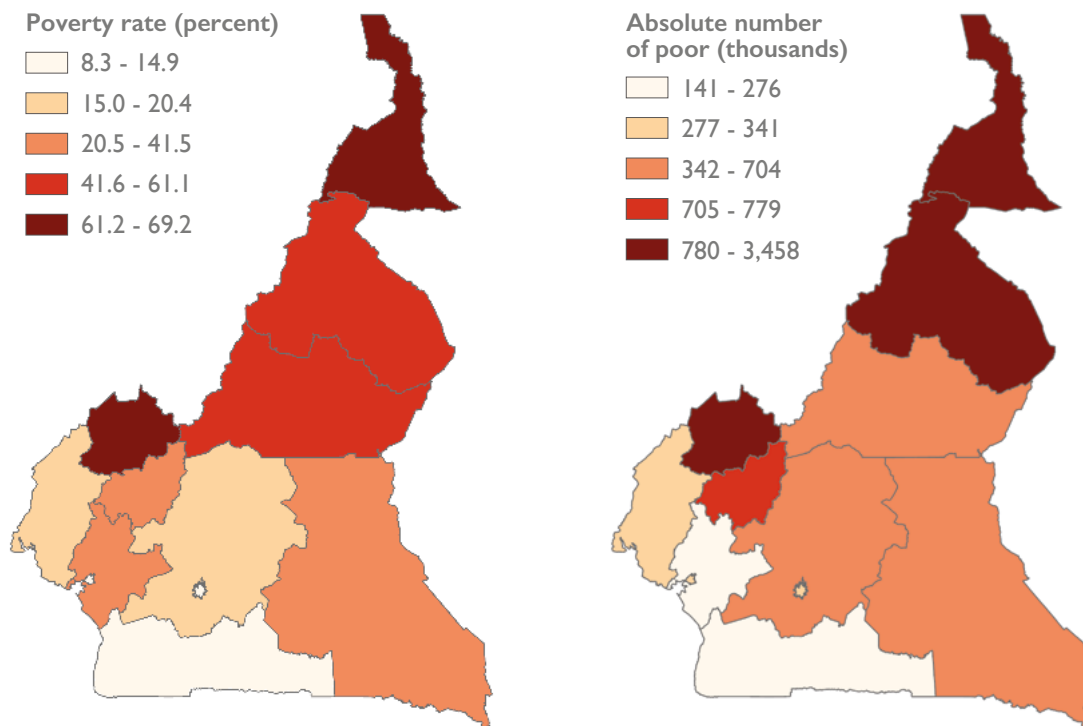 Poverty rate (percent)
8.3 - 14.9
15.0 - 20.4
20.5 - 41.5
41.6 - 61.1
61.2 - 69.2
Absolute number
of poor (thousands)
141 - 276
277 - 341
342 - 704
705 - 779
780 - 3,458